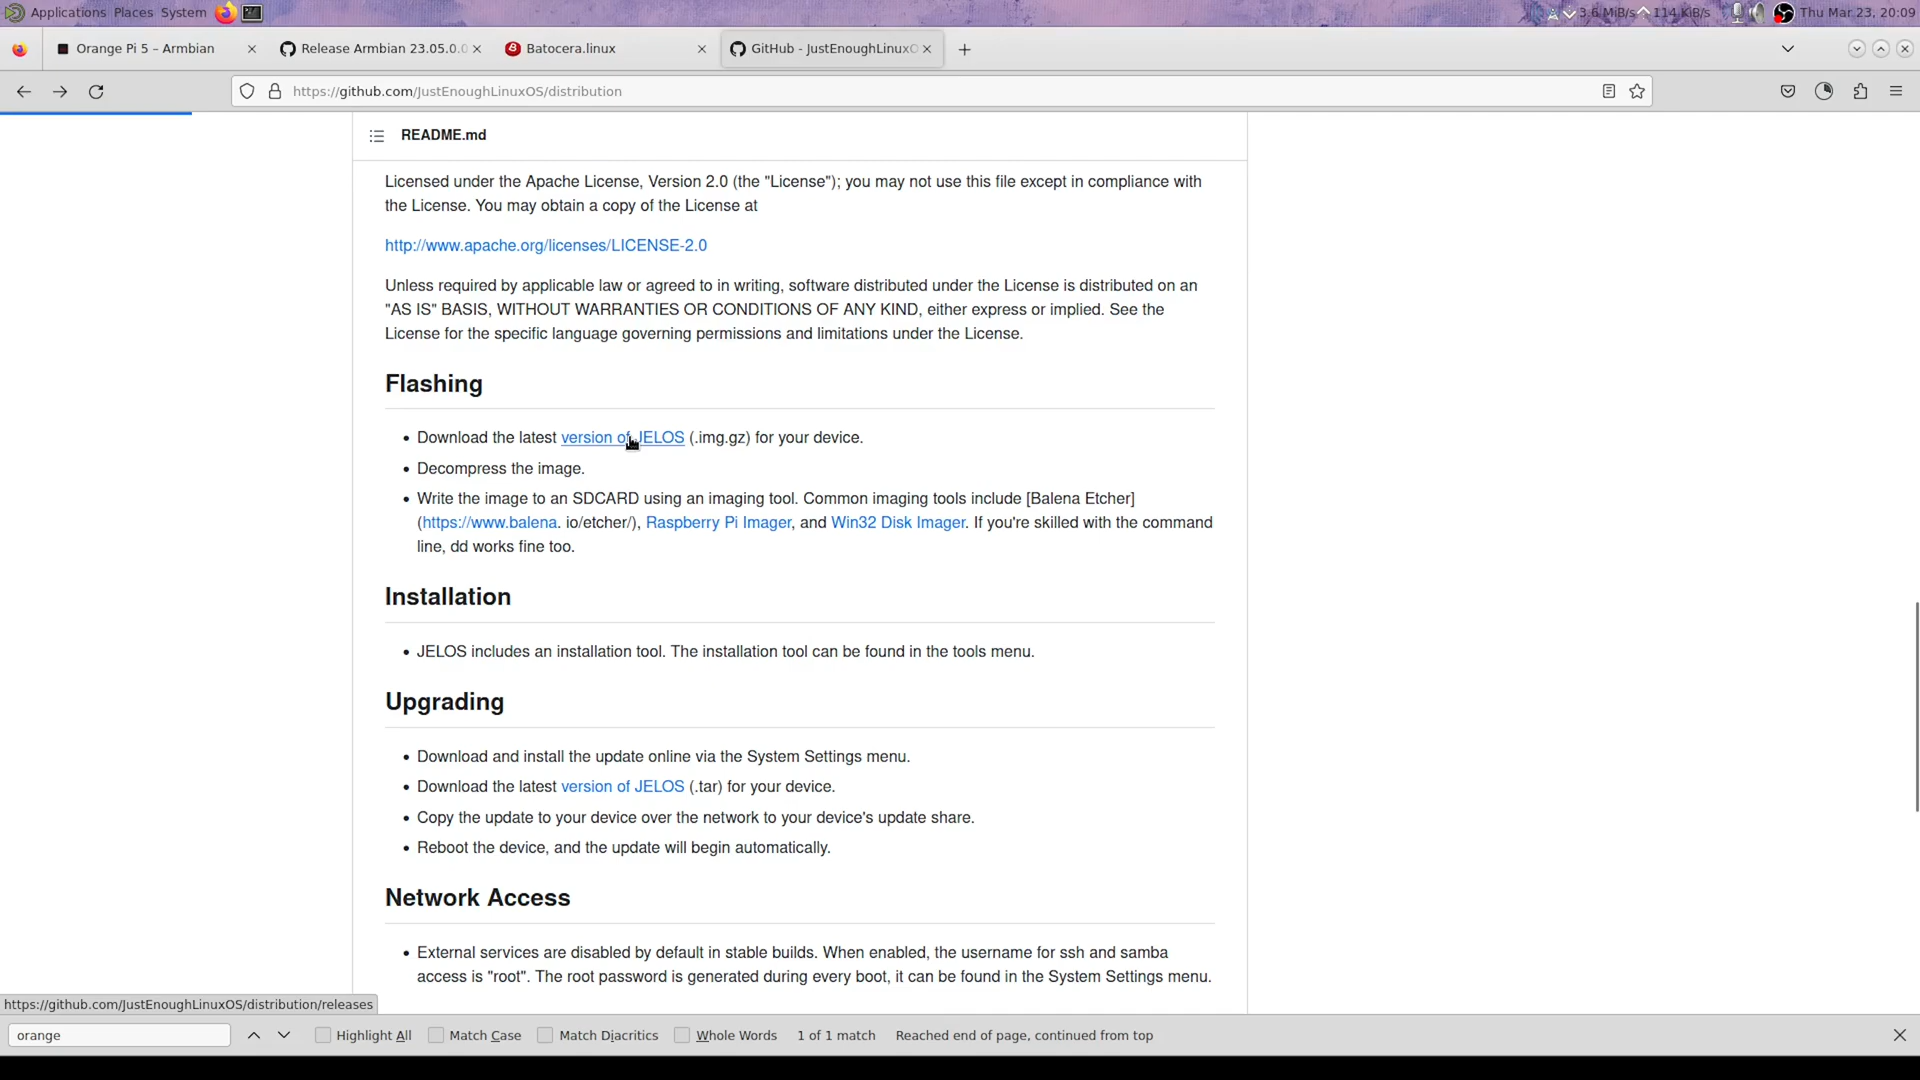 Applications Places System 3.6 MiB/s 114 KiB/s Thu Mar 23, 20:09
Orange Pi 5 – Armbian Release Armbian 23.05.0.0 Batocera.linux GitHub - JustEnoughLinuxO
https://github.com/JustEnoughLinuxOS/distribution
README.md
Licensed under the Apache License, Version 2.0 (the "License"); you may not use this file except in compliance with
the License. You may obtain a copy of the License at
http://www.apache.org/licenses/LICENSE-2.0
Unless required by applicable law or agreed to in writing, software distributed under the License is distributed on an
"AS IS" BASIS, WITHOUT WARRANTIES OR CONDITIONS OF ANY KIND, either express or implied. See the
License for the specific language governing permissions and limitations under the License.
Flashing
• Download the latest version of JELOS (.img.gz) for your device.
• Decompress the image.
• Write the image to an SDCARD using an imaging tool. Common imaging tools include [Balena Etcher]
(https://www.balena. io/etcher/), Raspberry Pi Imager, and Win32 Disk Imager. If you're skilled with the command
line, dd works fine too.
Installation
• JELOS includes an installation tool. The installation tool can be found in the tools menu.
Upgrading
• Download and install the update online via the System Settings menu.
• Download the latest version of JELOS (.tar) for your device.
• Copy the update to your device over the network to your device's update share.
• Reboot the device, and the update will begin automatically.
Network Access
• External services are disabled by default in stable builds. When enabled, the username for ssh and samba
access is "root". The root password is generated during every boot, it can be found in the System Settings menu.
https://github.com/JustEnoughLinuxOS/distribution/releases
orange Highlight All Match Case Match Diacritics Whole Words 1 of 1 match Reached end of page, continued from top